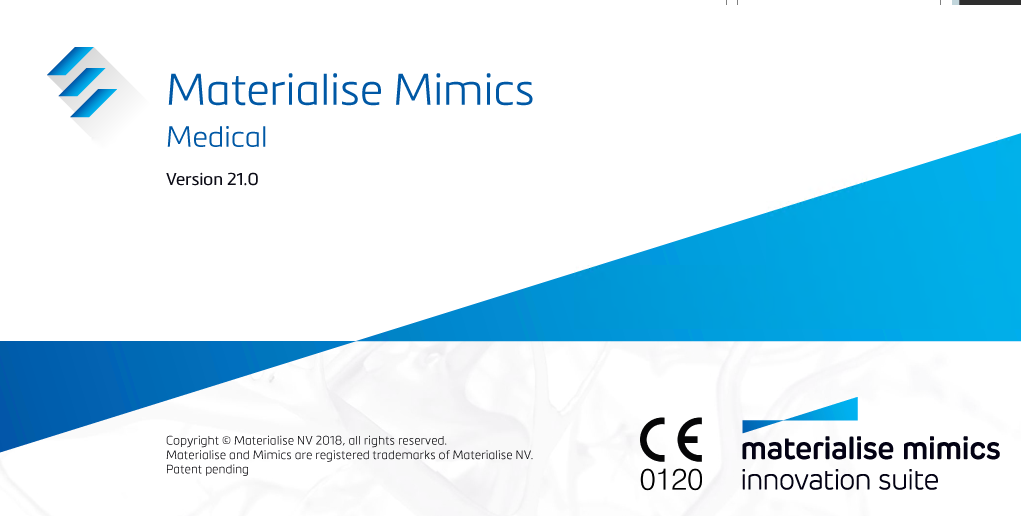 Materialise Mimics
Medical
Version 21.0
Copyright © Materialise NV 2018, all rights reserved.
Materialise and Mimics are registered trademarks of Materialise NV.
Patent pending
CE
0120
materialise mimics
innovation suite